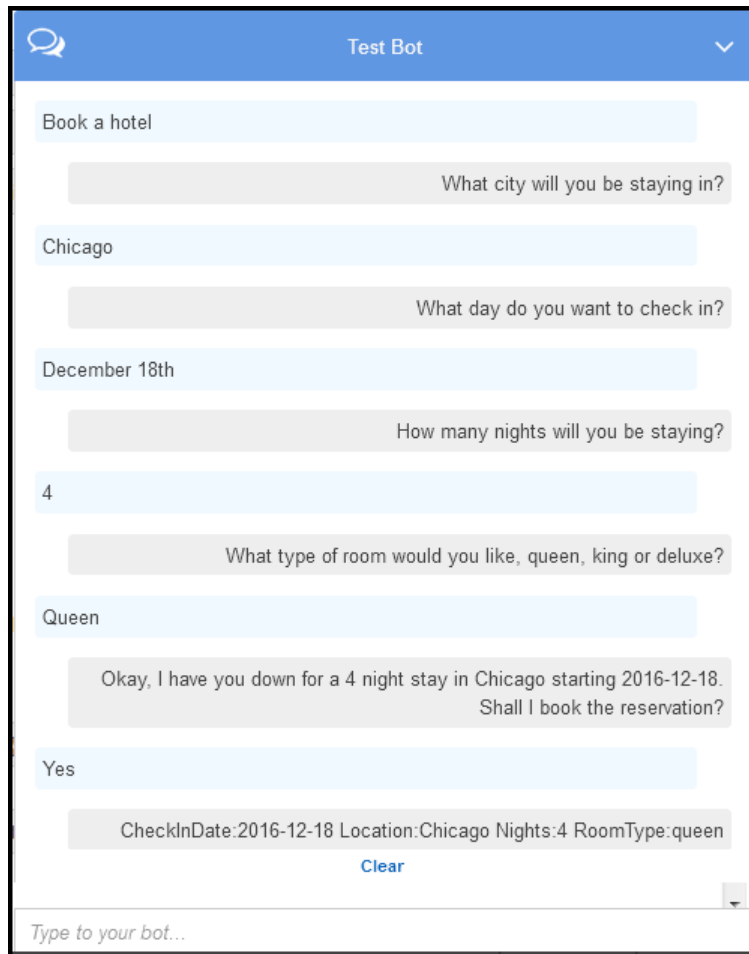 Test Bot
Book a hotel
What city will you be staying in?
Chicago
What day do you want to check in?
December 18th
How many nights will you be staying?
4
What type of room would you like, queen, king or deluxe?
Queen
Okay, I have you down for a 4 night stay in Chicago starting 2016-12-18.
Shall I book the reservation?
Yes
CheckInDate:2016-12-18 Location:Chicago Nights:4 RoomType:queen
Clear
Type to your bot...